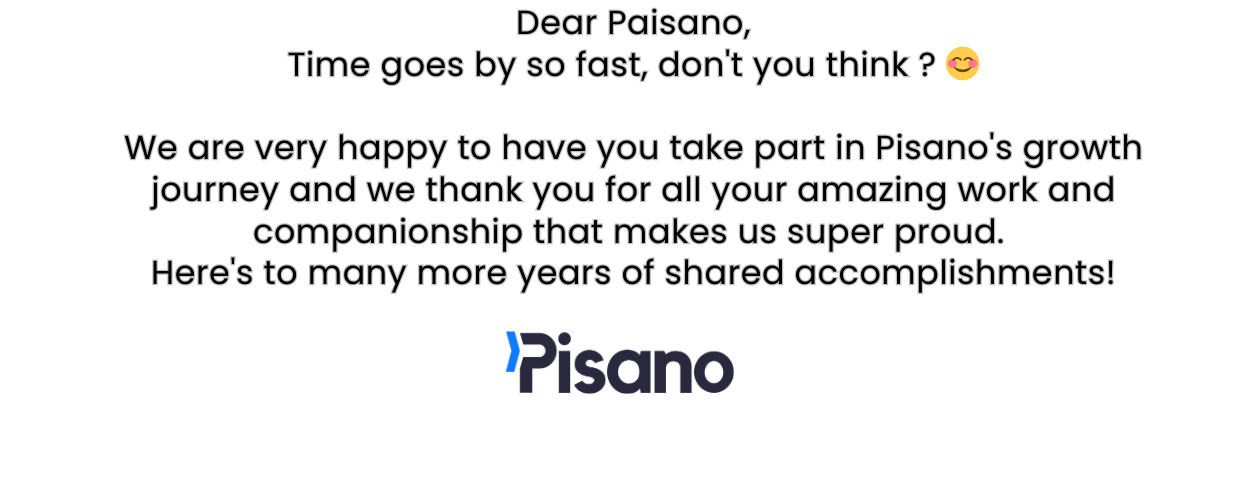 Dear Paisano,
Time goes by so fast, don't you think ? 😊
We are very happy to have you take part in Pisano's growth
journey and we thank you for all your amazing work and
companionship that makes us super proud.
Here's to many more years of shared accomplishments!
Pisano